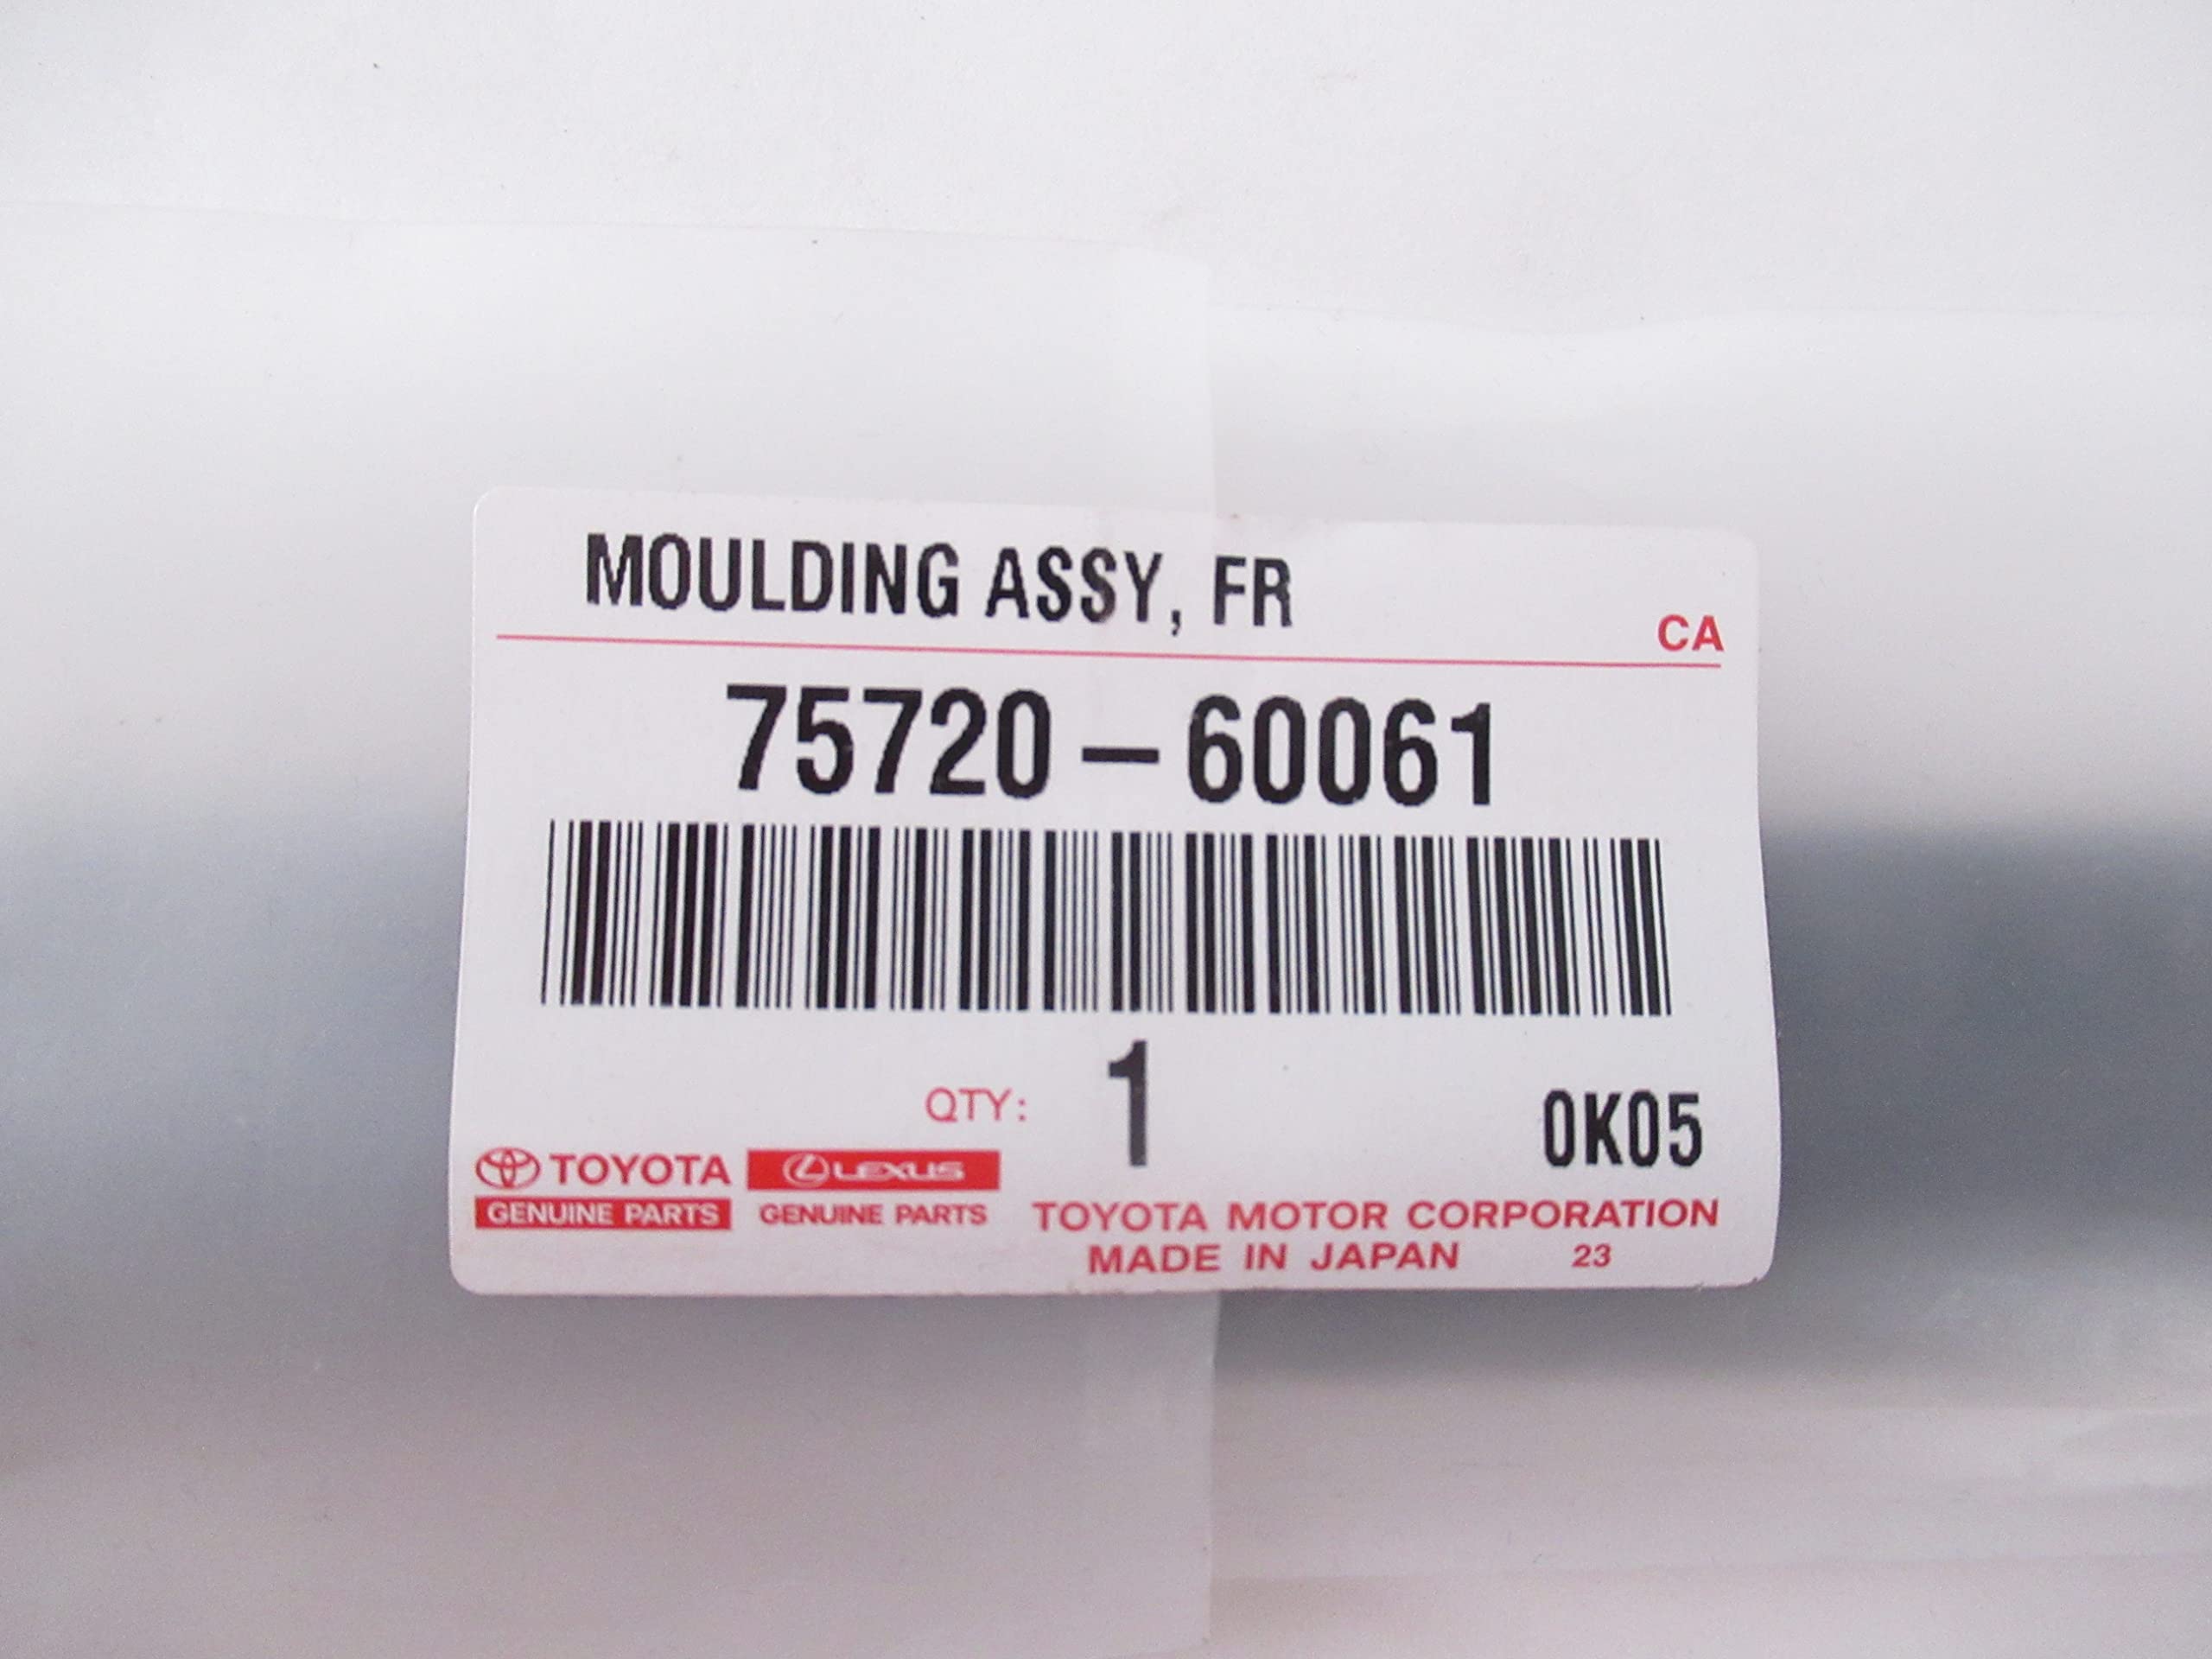 MOULDING ASSY, FR
CA
75720-60061
QTY: 1
0K05
TOYOTA
GENUINE PARTS
LEXUS
GENUINE PARTS
TOYOTA MOTOR CORPORATION
MADE IN JAPAN 23